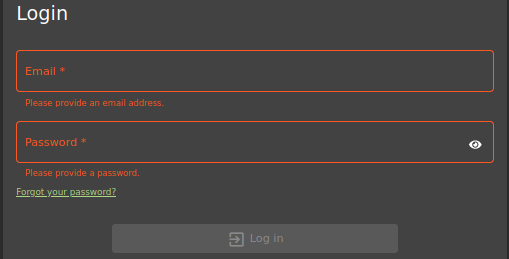 Login
Email *
Please provide an email address.
Password *
Please provide a password.
Forgot your password?
Log in